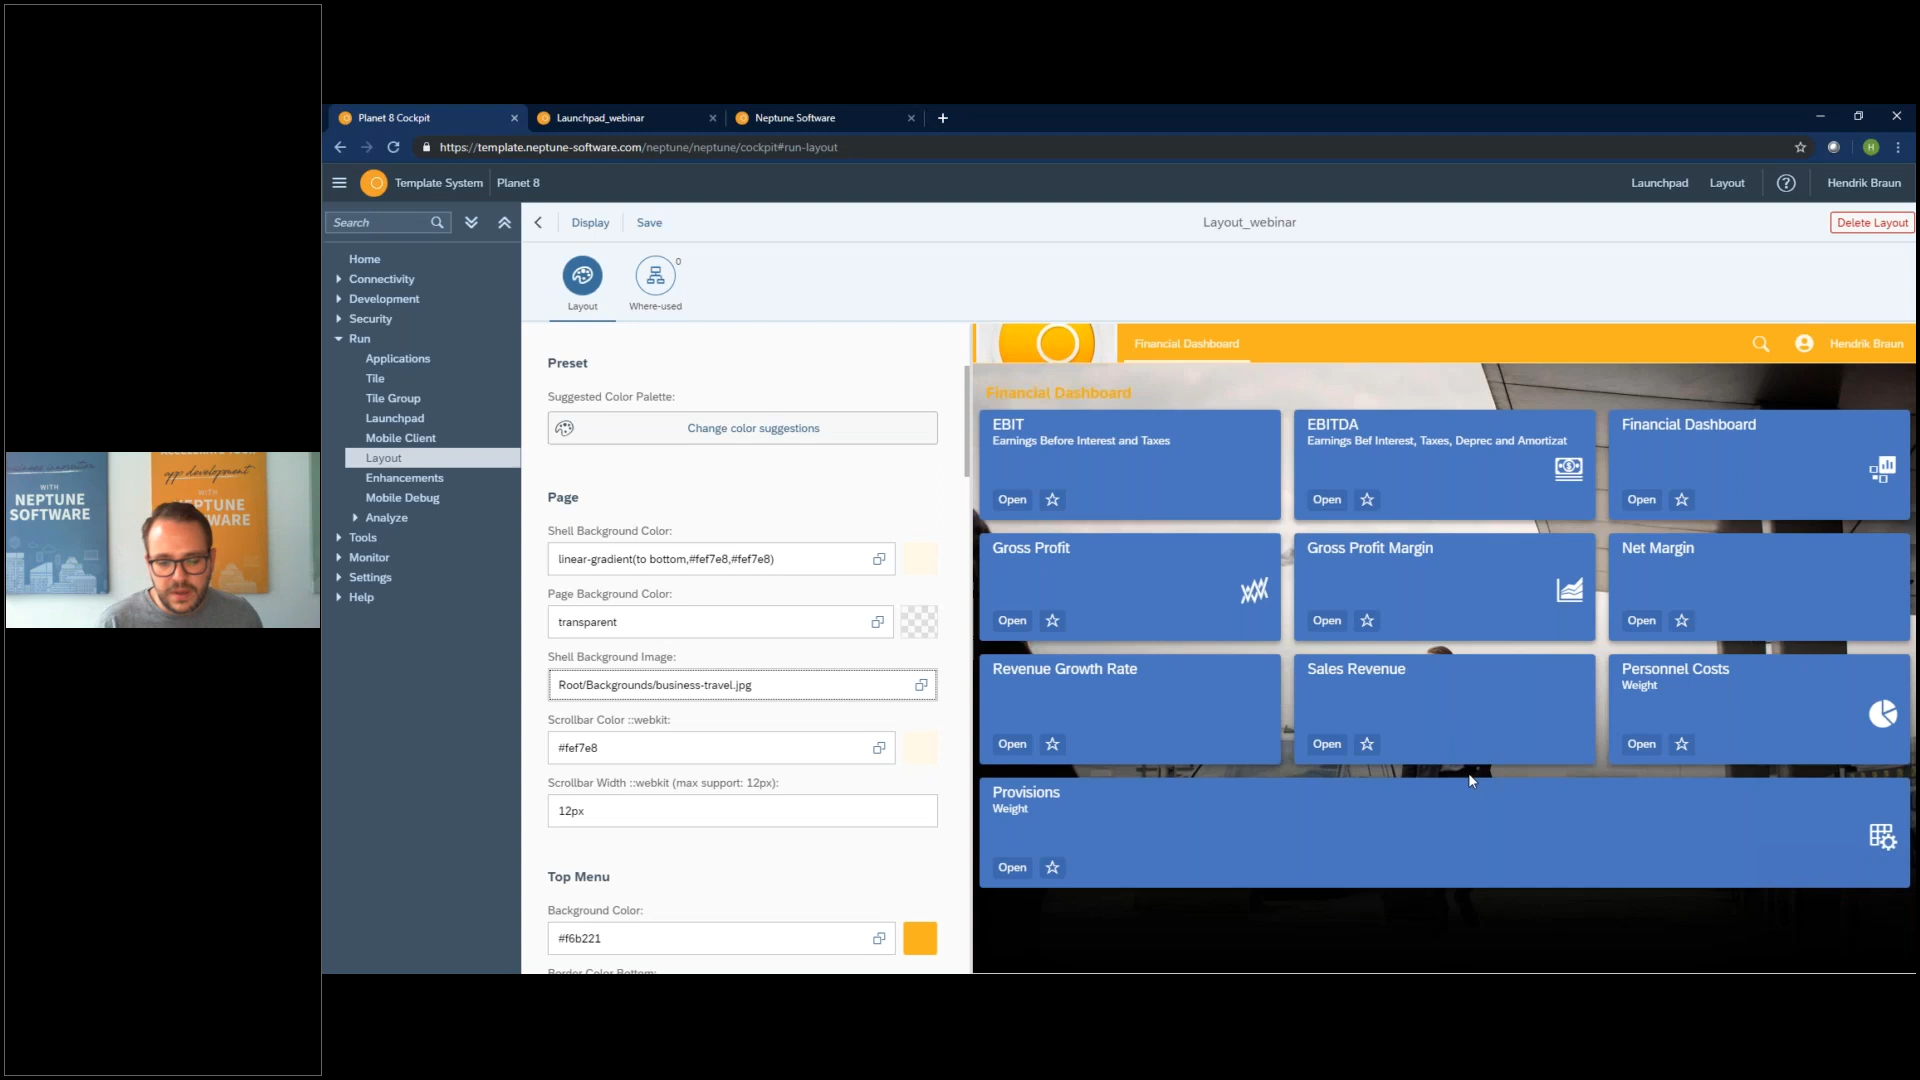 Planet 8 Cockpit
Launchpad_webinar
Neptune Software
https://template.neptune-software.com/neptune/neptune/cockpit#run-layout
H
Template System
Planet 8
Launchpad
Layout
Hendrik Braun
Search
Display
Save
Layout_webinar
Delete Layout
Home
Connectivity
Development
Security
Run
Applications
Tile
Tile Group
Launchpad
Mobile Client
Layout
Enhancements
Mobile Debug
Analyze
Tools
Monitor
Settings
Help
Layout
0
Where-used
Preset
Suggested Color Palette:
Change color suggestions
Page
Shell Background Color:
linear-gradient(to bottom,#fef7e8,#fef7e8)
Page Background Color:
transparent
Shell Background Image:
Root/Backgrounds/business-travel.jpg
Scrollbar Color ::webkit:
#fef7e8
Scrollbar Width ::webkit (max support: 12px):
12px
Top Menu
Background Color:
#f6b221
Border Color Bottom:
Financial Dashboard
Hendrik Braun
Financial Dashboard
EBIT
Earnings Before Interest and Taxes
Open
EBITDA
Earnings Bef Interest, Taxes, Deprec and Amortizat
Open
Financial Dashboard
Open
Gross Profit
Open
Gross Profit Margin
Open
Net Margin
Open
Revenue Growth Rate
Open
Sales Revenue
Open
Personnel Costs
Weight
Open
Provisions
Weight
Open
WITH
NEPTUNE
SOFTWARE
app development
WITH